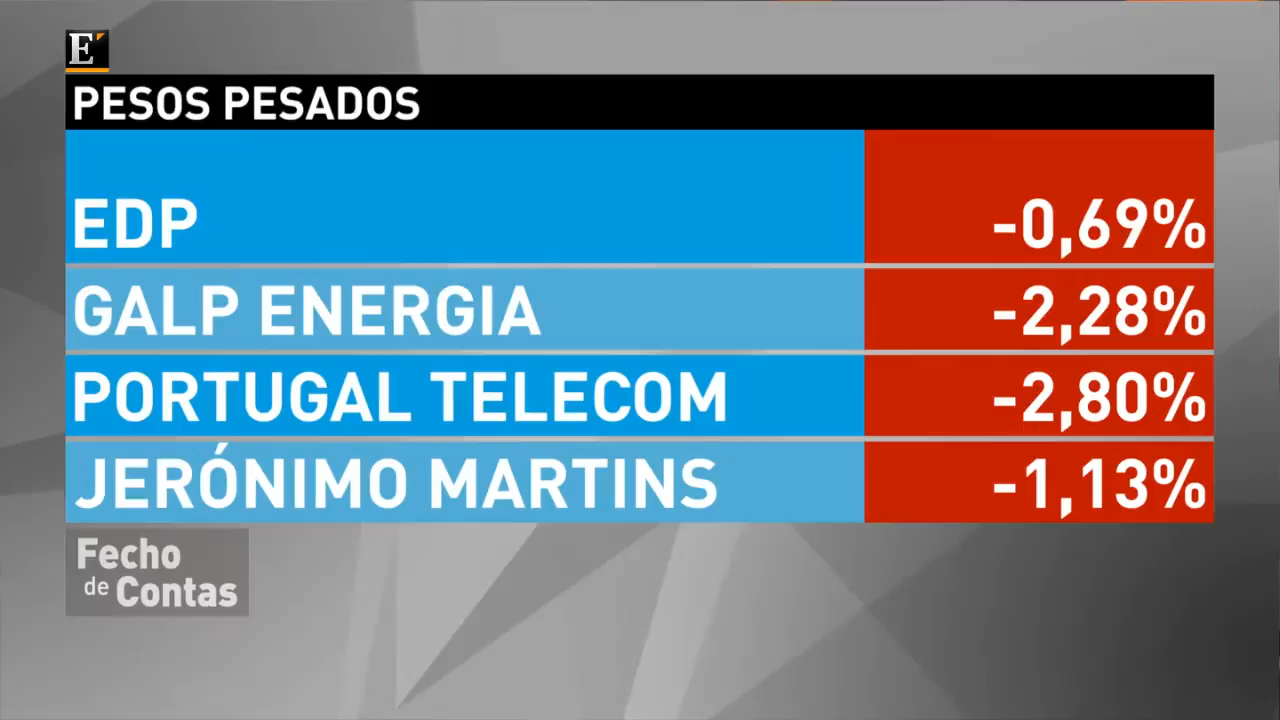 E
PESOS PESADOS
EDP -0,69%
GALP ENERGIA -2,28%
PORTUGAL TELECOM -2,80%
JERÓNIMO MARTINS -1,13%
Fecho
de Contas